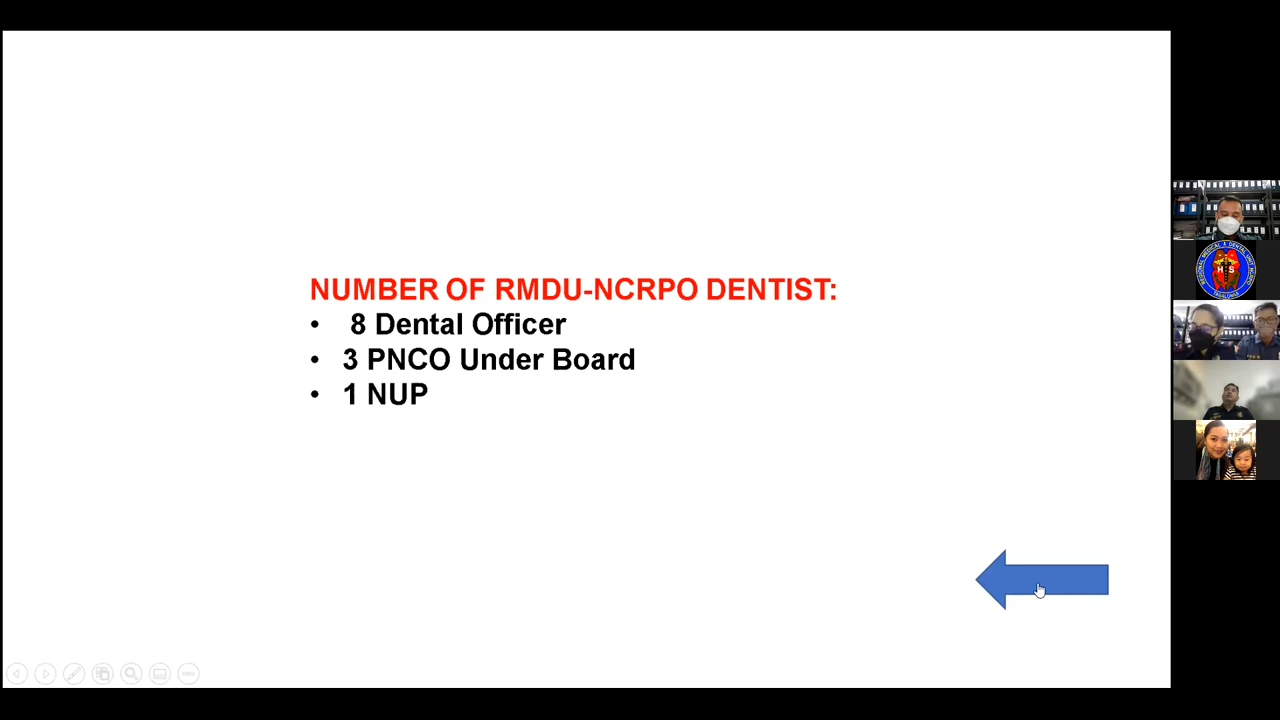 NUMBER OF RMDU-NCRPO DENTIST:
• 8 Dental Officer
• 3 PNCO Under Board
• 1 NUP